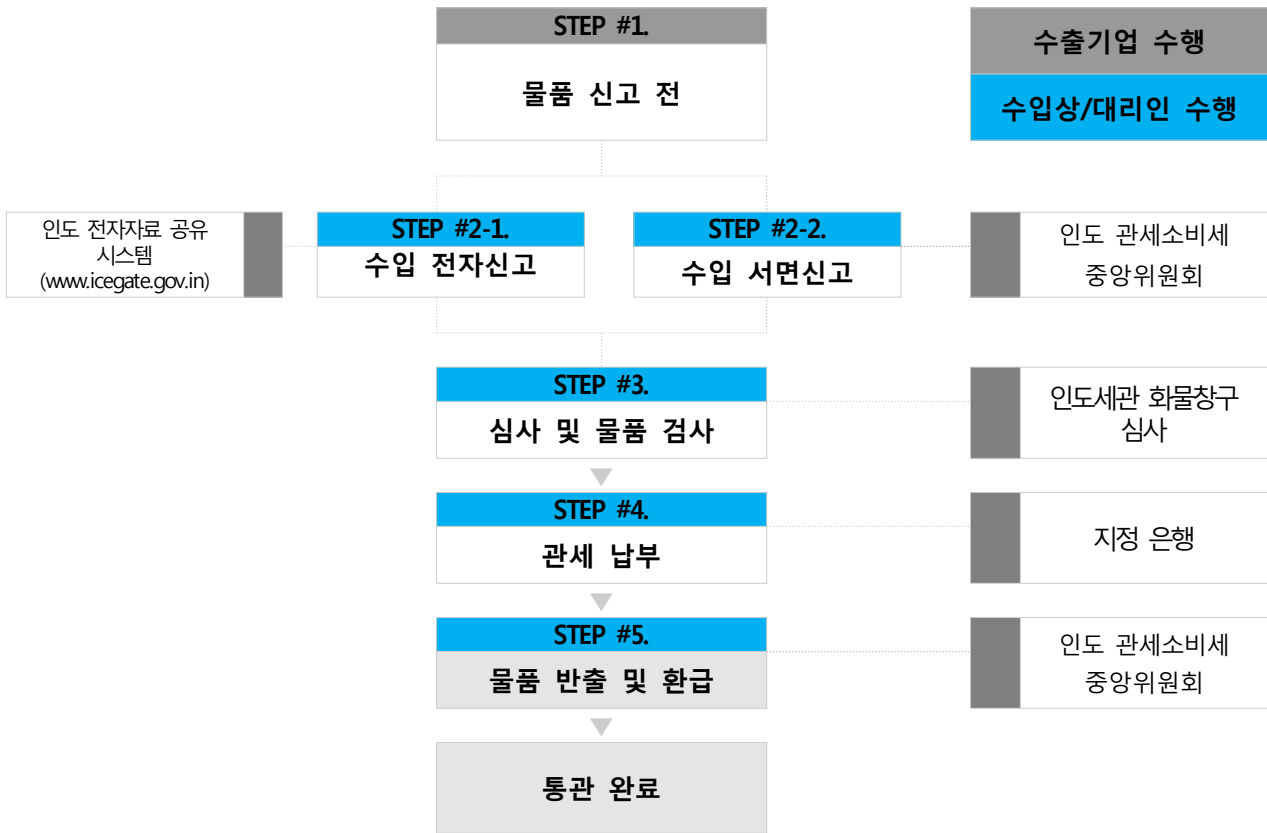 STEP #1.
물품 신고 전
수출기업 수행
수입상/대리인 수행
인도 전자자료 공유
시스템
(www.icegate.gov.in)
STEP #2-1.
수입 전자신고
STEP #2-2.
수입 서면신고
인도 관세소비세
중앙위원회
STEP #3.
심사 및 물품 검사
인도세관 화물창구
심사
STEP #4.
관세 납부
지정 은행
STEP #5.
물품 반출 및 환급
인도 관세소비세
중앙위원회
통관 완료